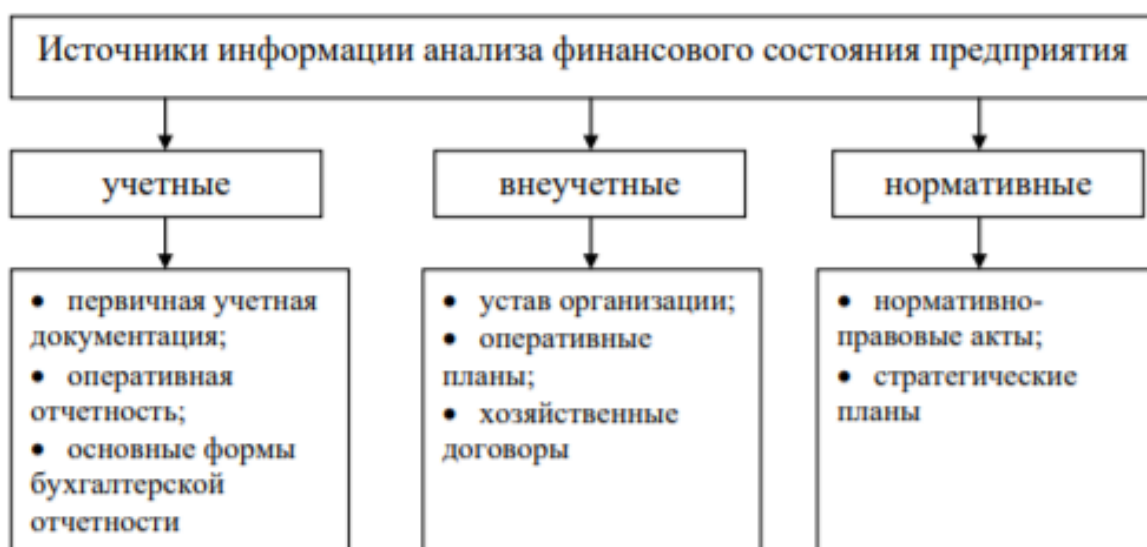 Источники информации анализа финансового состояния предприятия
учетные
внеучетные
нормативные
• первичная учетная
документация;
• оперативная
отчетность;
• основные формы
бухгалтерской
отчетности
• устав организации;
• оперативные
планы;
• хозяйственные
договоры
• нормативно-
правовые акты;
• стратегические
планы